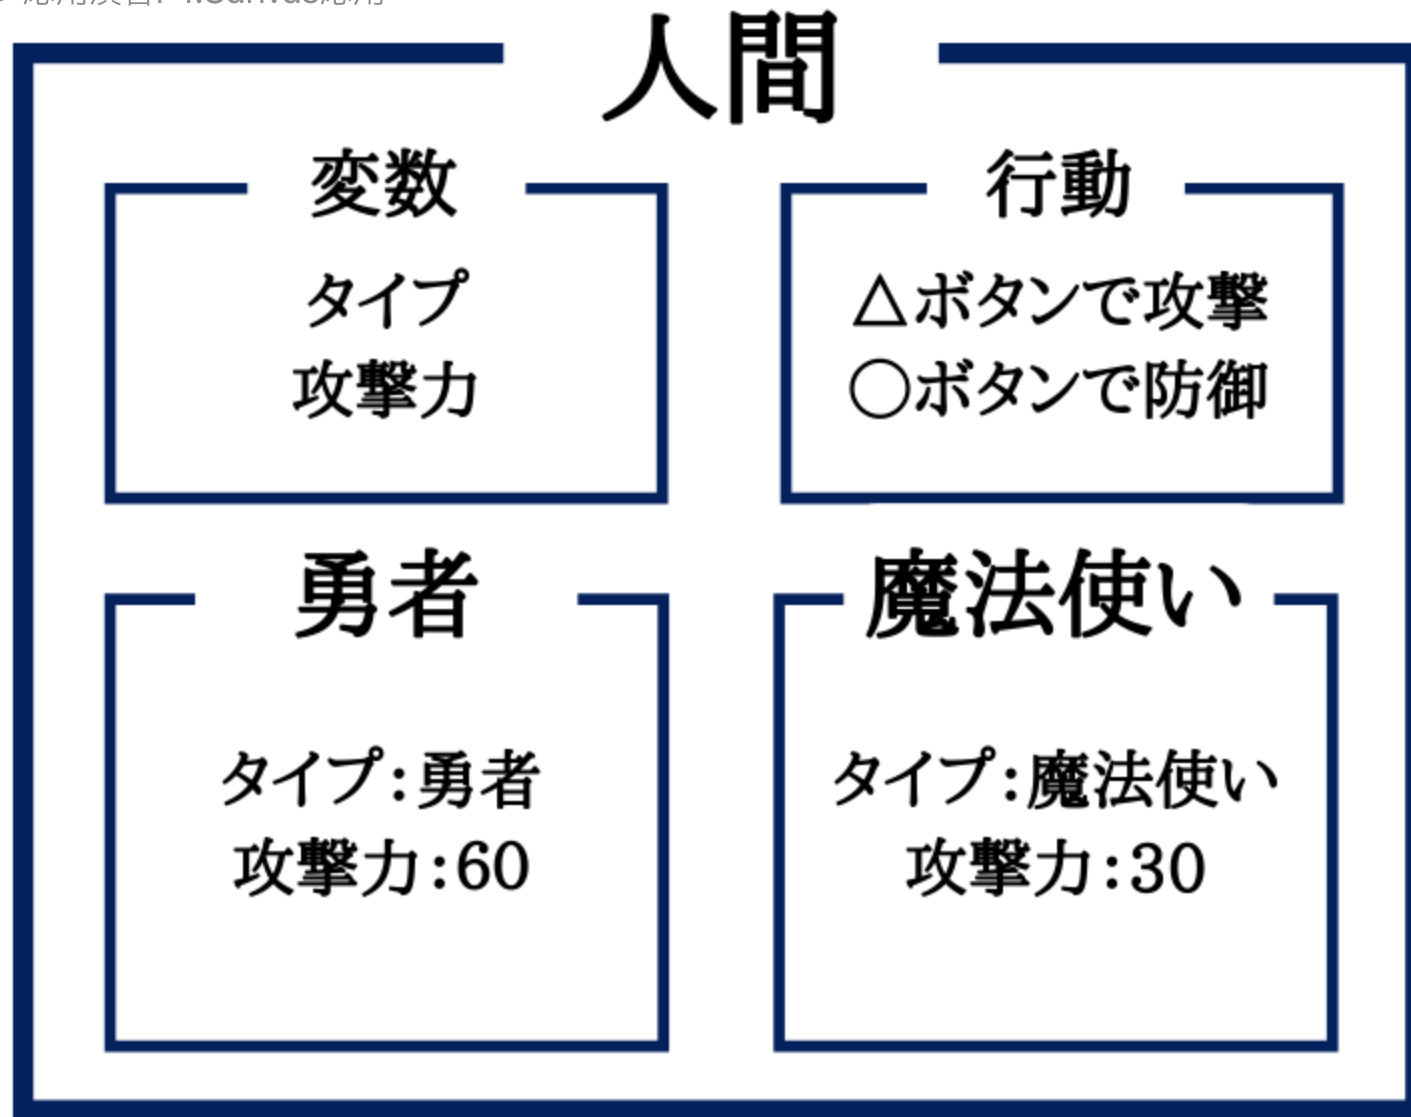 人間
変数
タイプ
攻撃力
行動
△ボタンで攻撃
○ボタンで防御
勇者
タイプ:勇者
攻撃力:60
魔法使い
タイプ:魔法使い
攻撃力:30